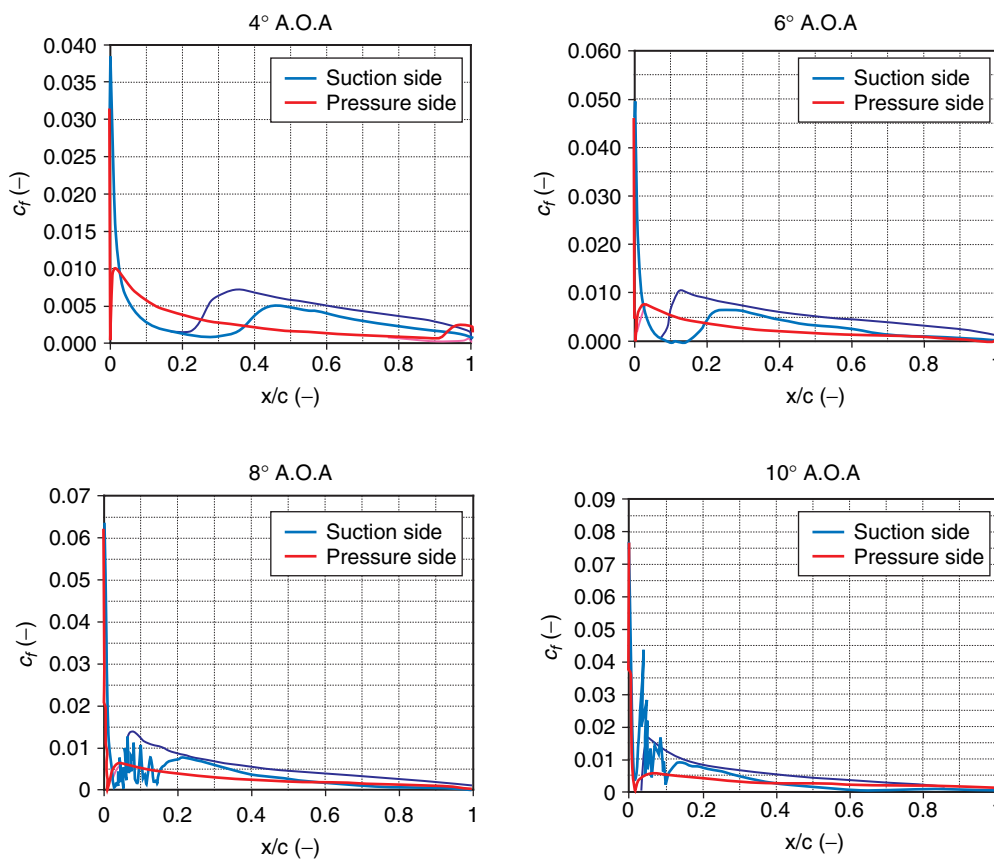 4° A.O.A
0.040
0.035
0.030
0.025
0.020
0.015
0.010
0.005
0.000
c_f (–)
Suction side
Pressure side
0 0.2 0.4 0.6 0.8 1
x/c (–)
6° A.O.A
0.060
0.050
0.040
0.030
0.020
0.010
0.000
c_f (–)
Suction side
Pressure side
0 0.2 0.4 0.6 0.8 1
x/c (–)
8° A.O.A
0.07
0.06
0.05
0.04
0.03
0.02
0.01
0
c_f (–)
Suction side
Pressure side
0 0.2 0.4 0.6 0.8 1
x/c (–)
10° A.O.A
0.09
0.08
0.07
0.06
0.05
0.04
0.03
0.02
0.01
0
c_f (–)
Suction side
Pressure side
0 0.2 0.4 0.6 0.8 1
x/c (–)